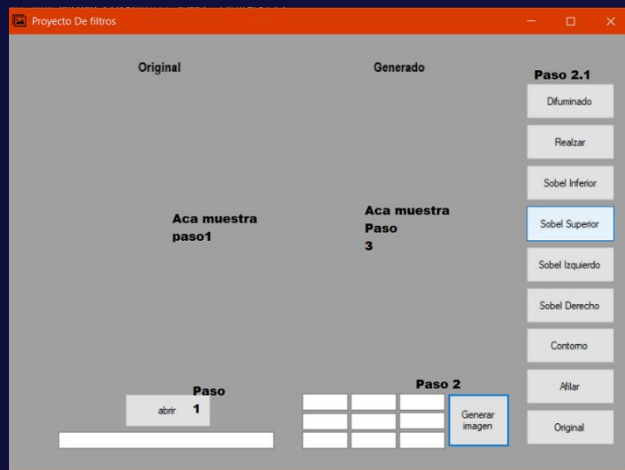 Proyecto De filtros
Original
Generado
Paso 2.1
Difuminado
Realzar
Sobel Inferior
Sobel Superior
Sobel Izquierdo
Sobel Derecho
Contorno
Afilar
Original
Aca muestra
paso1
Aca muestra
Paso
3
Paso
1
abrir
Paso 2
Generar
imagen